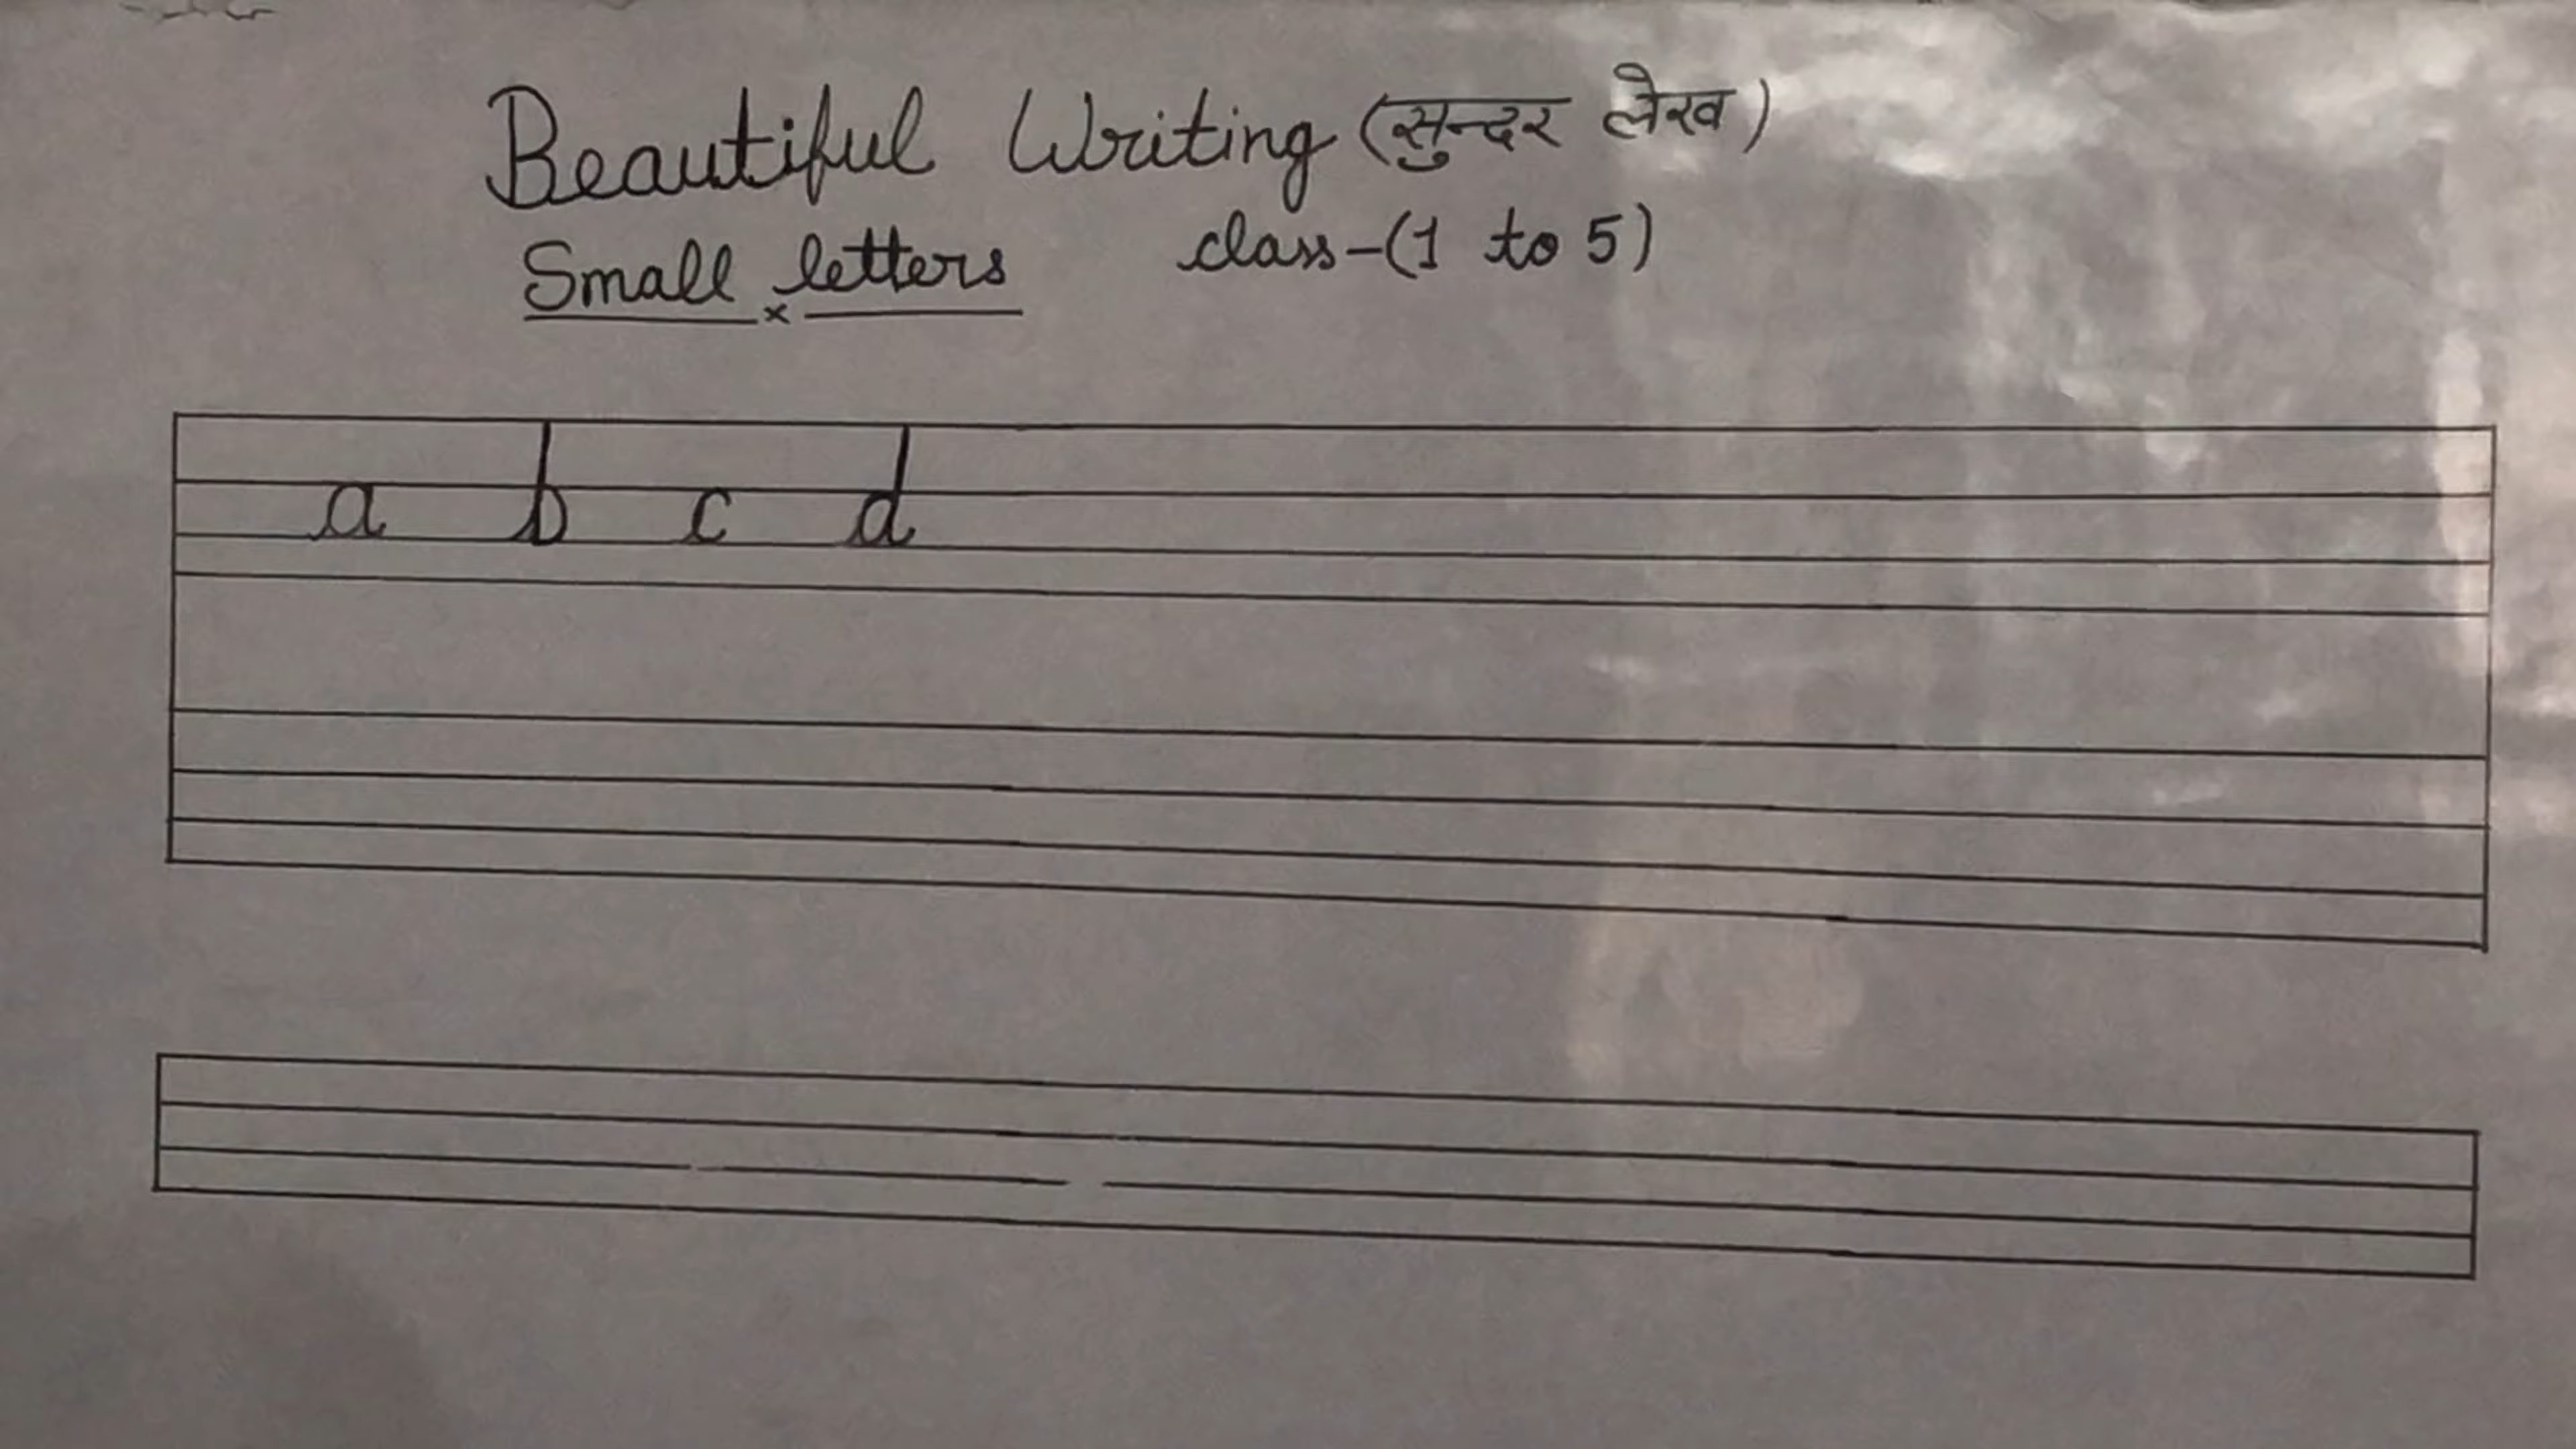 Beautiful Writing (सुन्दर लेख)
Small letters class-(1 to 5)
a b c d